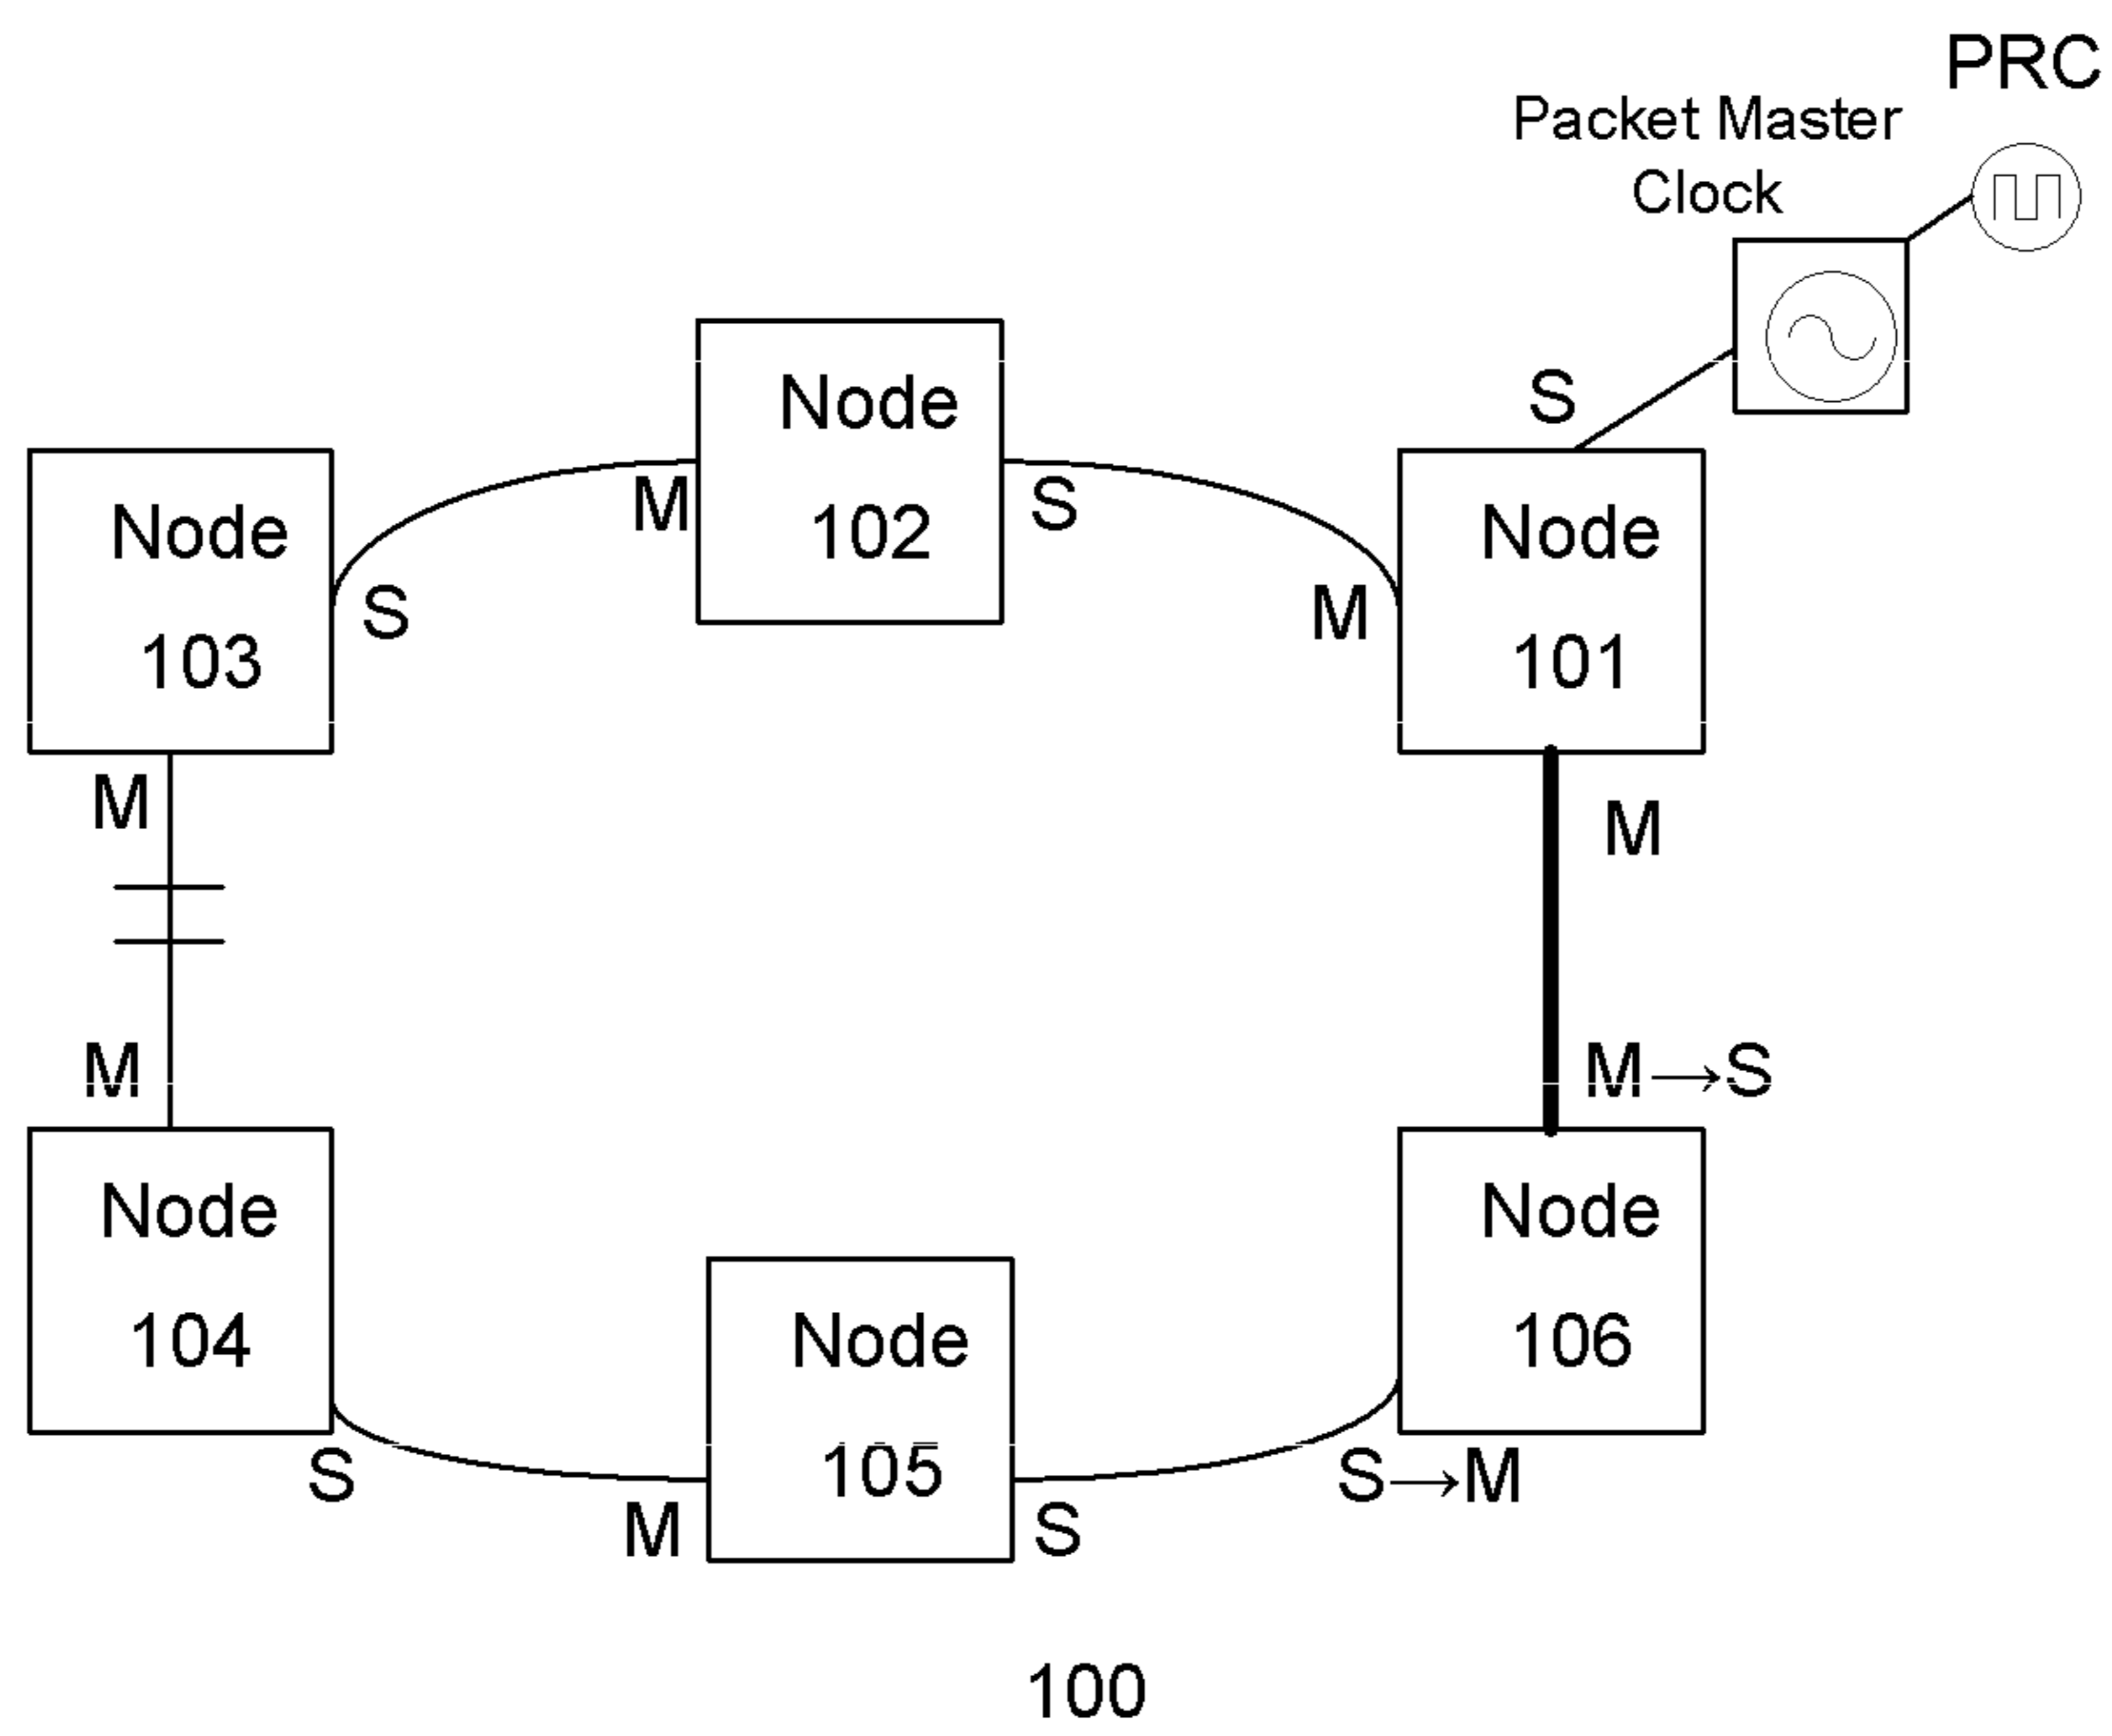 PRC
Packet Master
Clock
S
Node
102
Node
103
M
S
Node
101
S
M
M
M
M
M→S
M
Node
104
Node
106
Node
105
S
M
S
S→M
100